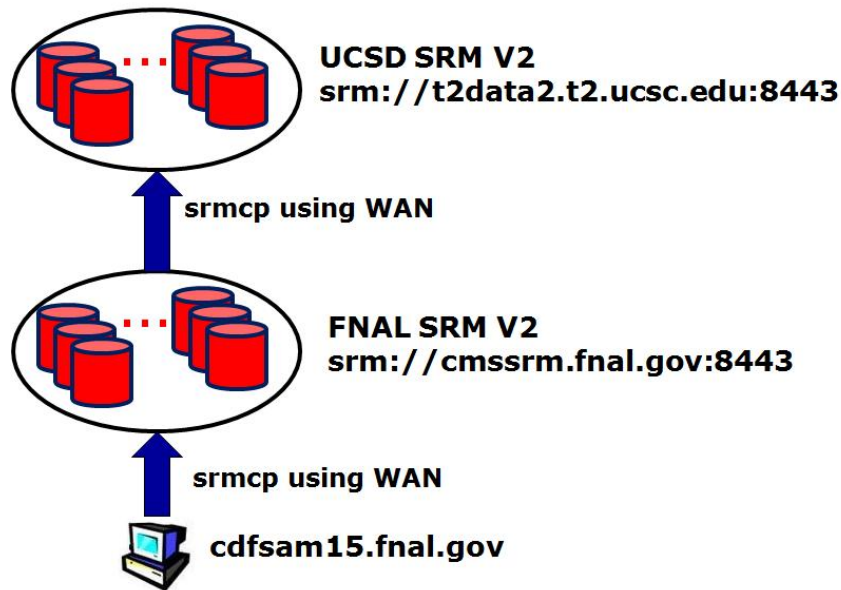 UCSD SRM V2
srm://t2data2.t2.ucsc.edu:8443
srmcp using WAN
FNAL SRM V2
srm://cmssrm.fnal.gov:8443
srmcp using WAN
cdfsam15.fnal.gov